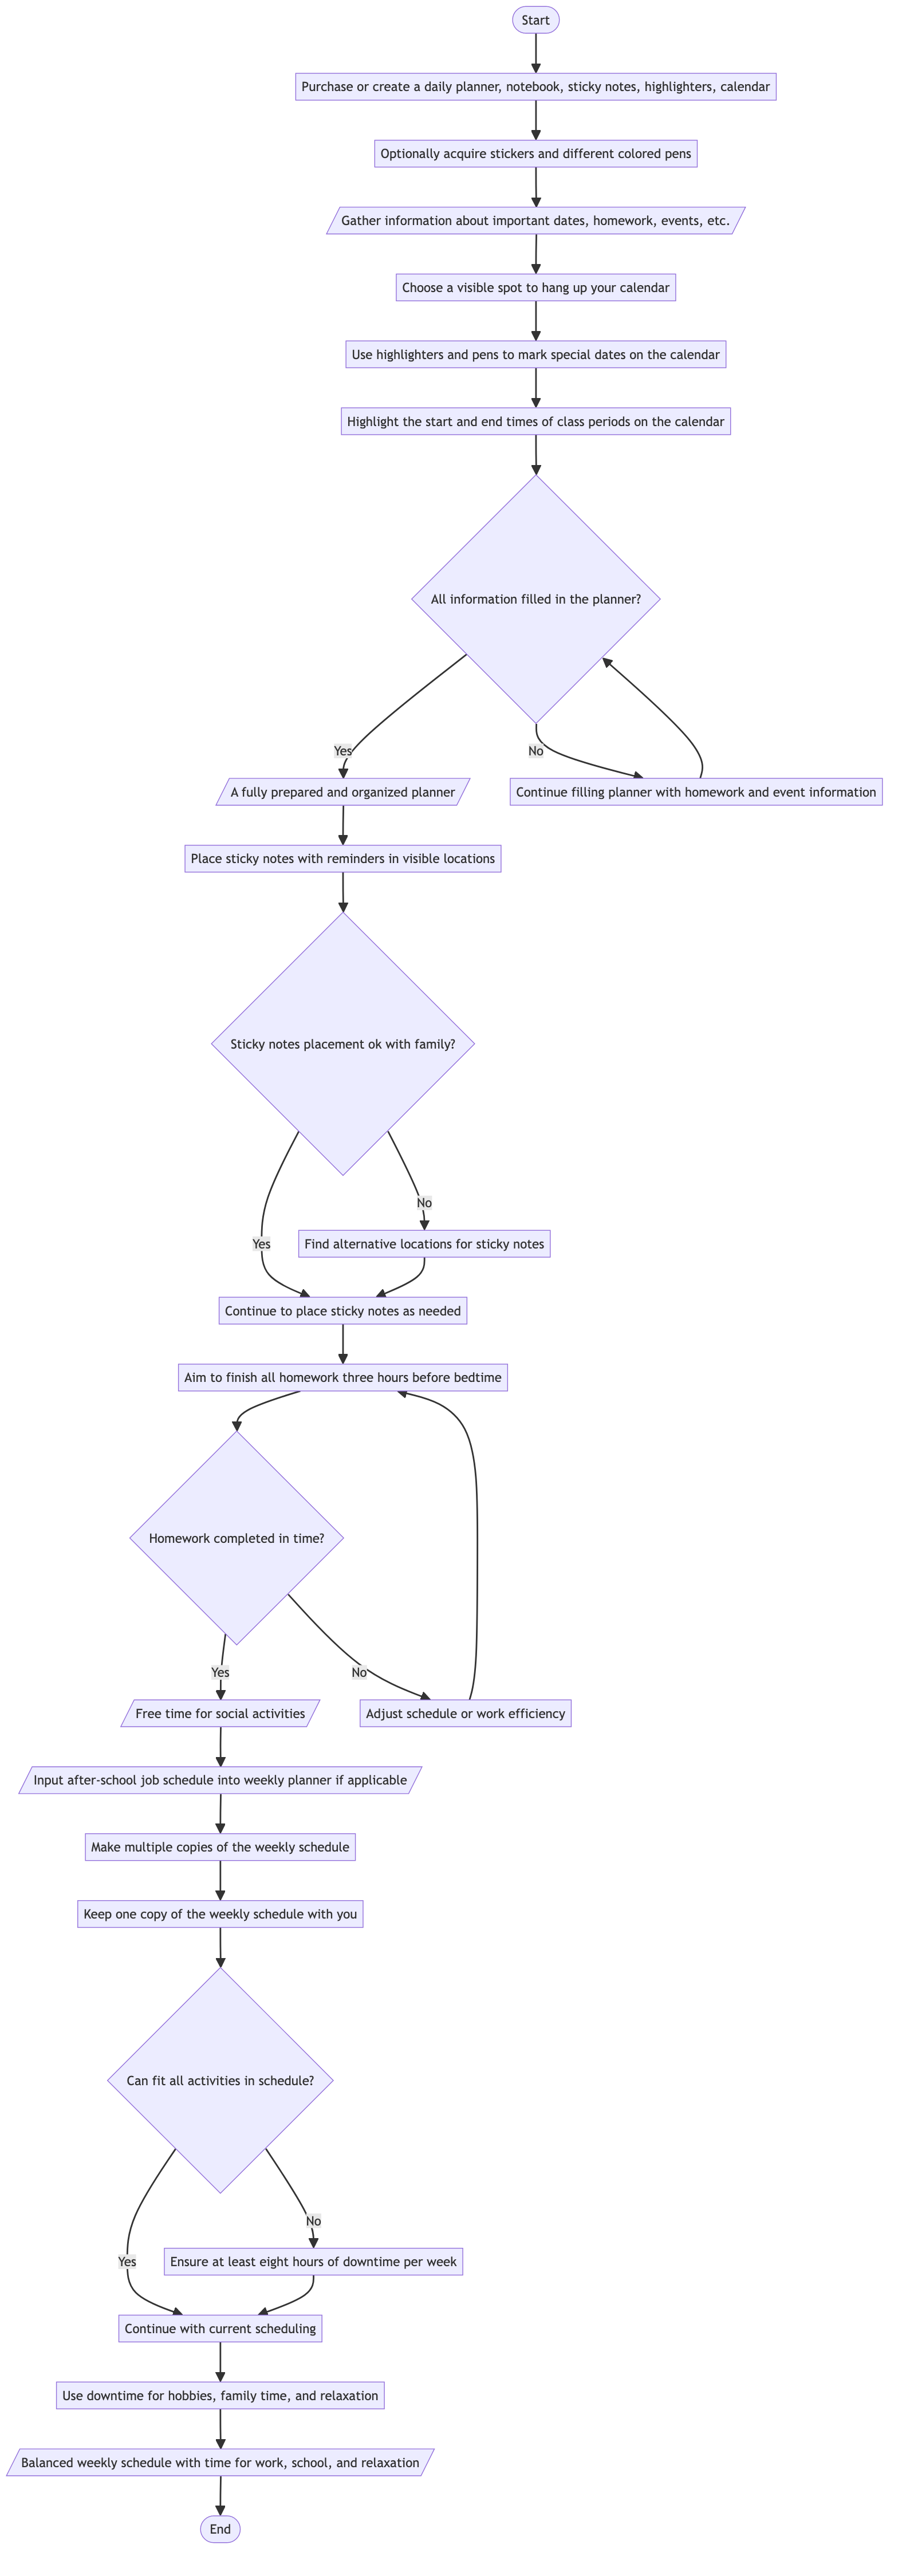 Start
Purchase or create a daily planner, notebook, sticky notes, highlighters, calendar
Optionally acquire stickers and different colored pens
Gather information about important dates, homework, events, etc.
Choose a visible spot to hang up your calendar
Use highlighters and pens to mark special dates on the calendar
Highlight the start and end times of class periods on the calendar
All information filled in the planner?
Yes
No
A fully prepared and organized planner
Continue filling planner with homework and event information
Place sticky notes with reminders in visible locations
Sticky notes placement ok with family?
No
Yes
Find alternative locations for sticky notes
Continue to place sticky notes as needed
Aim to finish all homework three hours before bedtime
Homework completed in time?
Yes
No
Free time for social activities
Adjust schedule or work efficiency
Input after-school job schedule into weekly planner if applicable
Make multiple copies of the weekly schedule
Keep one copy of the weekly schedule with you
Can fit all activities in schedule?
No
Yes
Ensure at least eight hours of downtime per week
Continue with current scheduling
Use downtime for hobbies, family time, and relaxation
Balanced weekly schedule with time for work, school, and relaxation
End